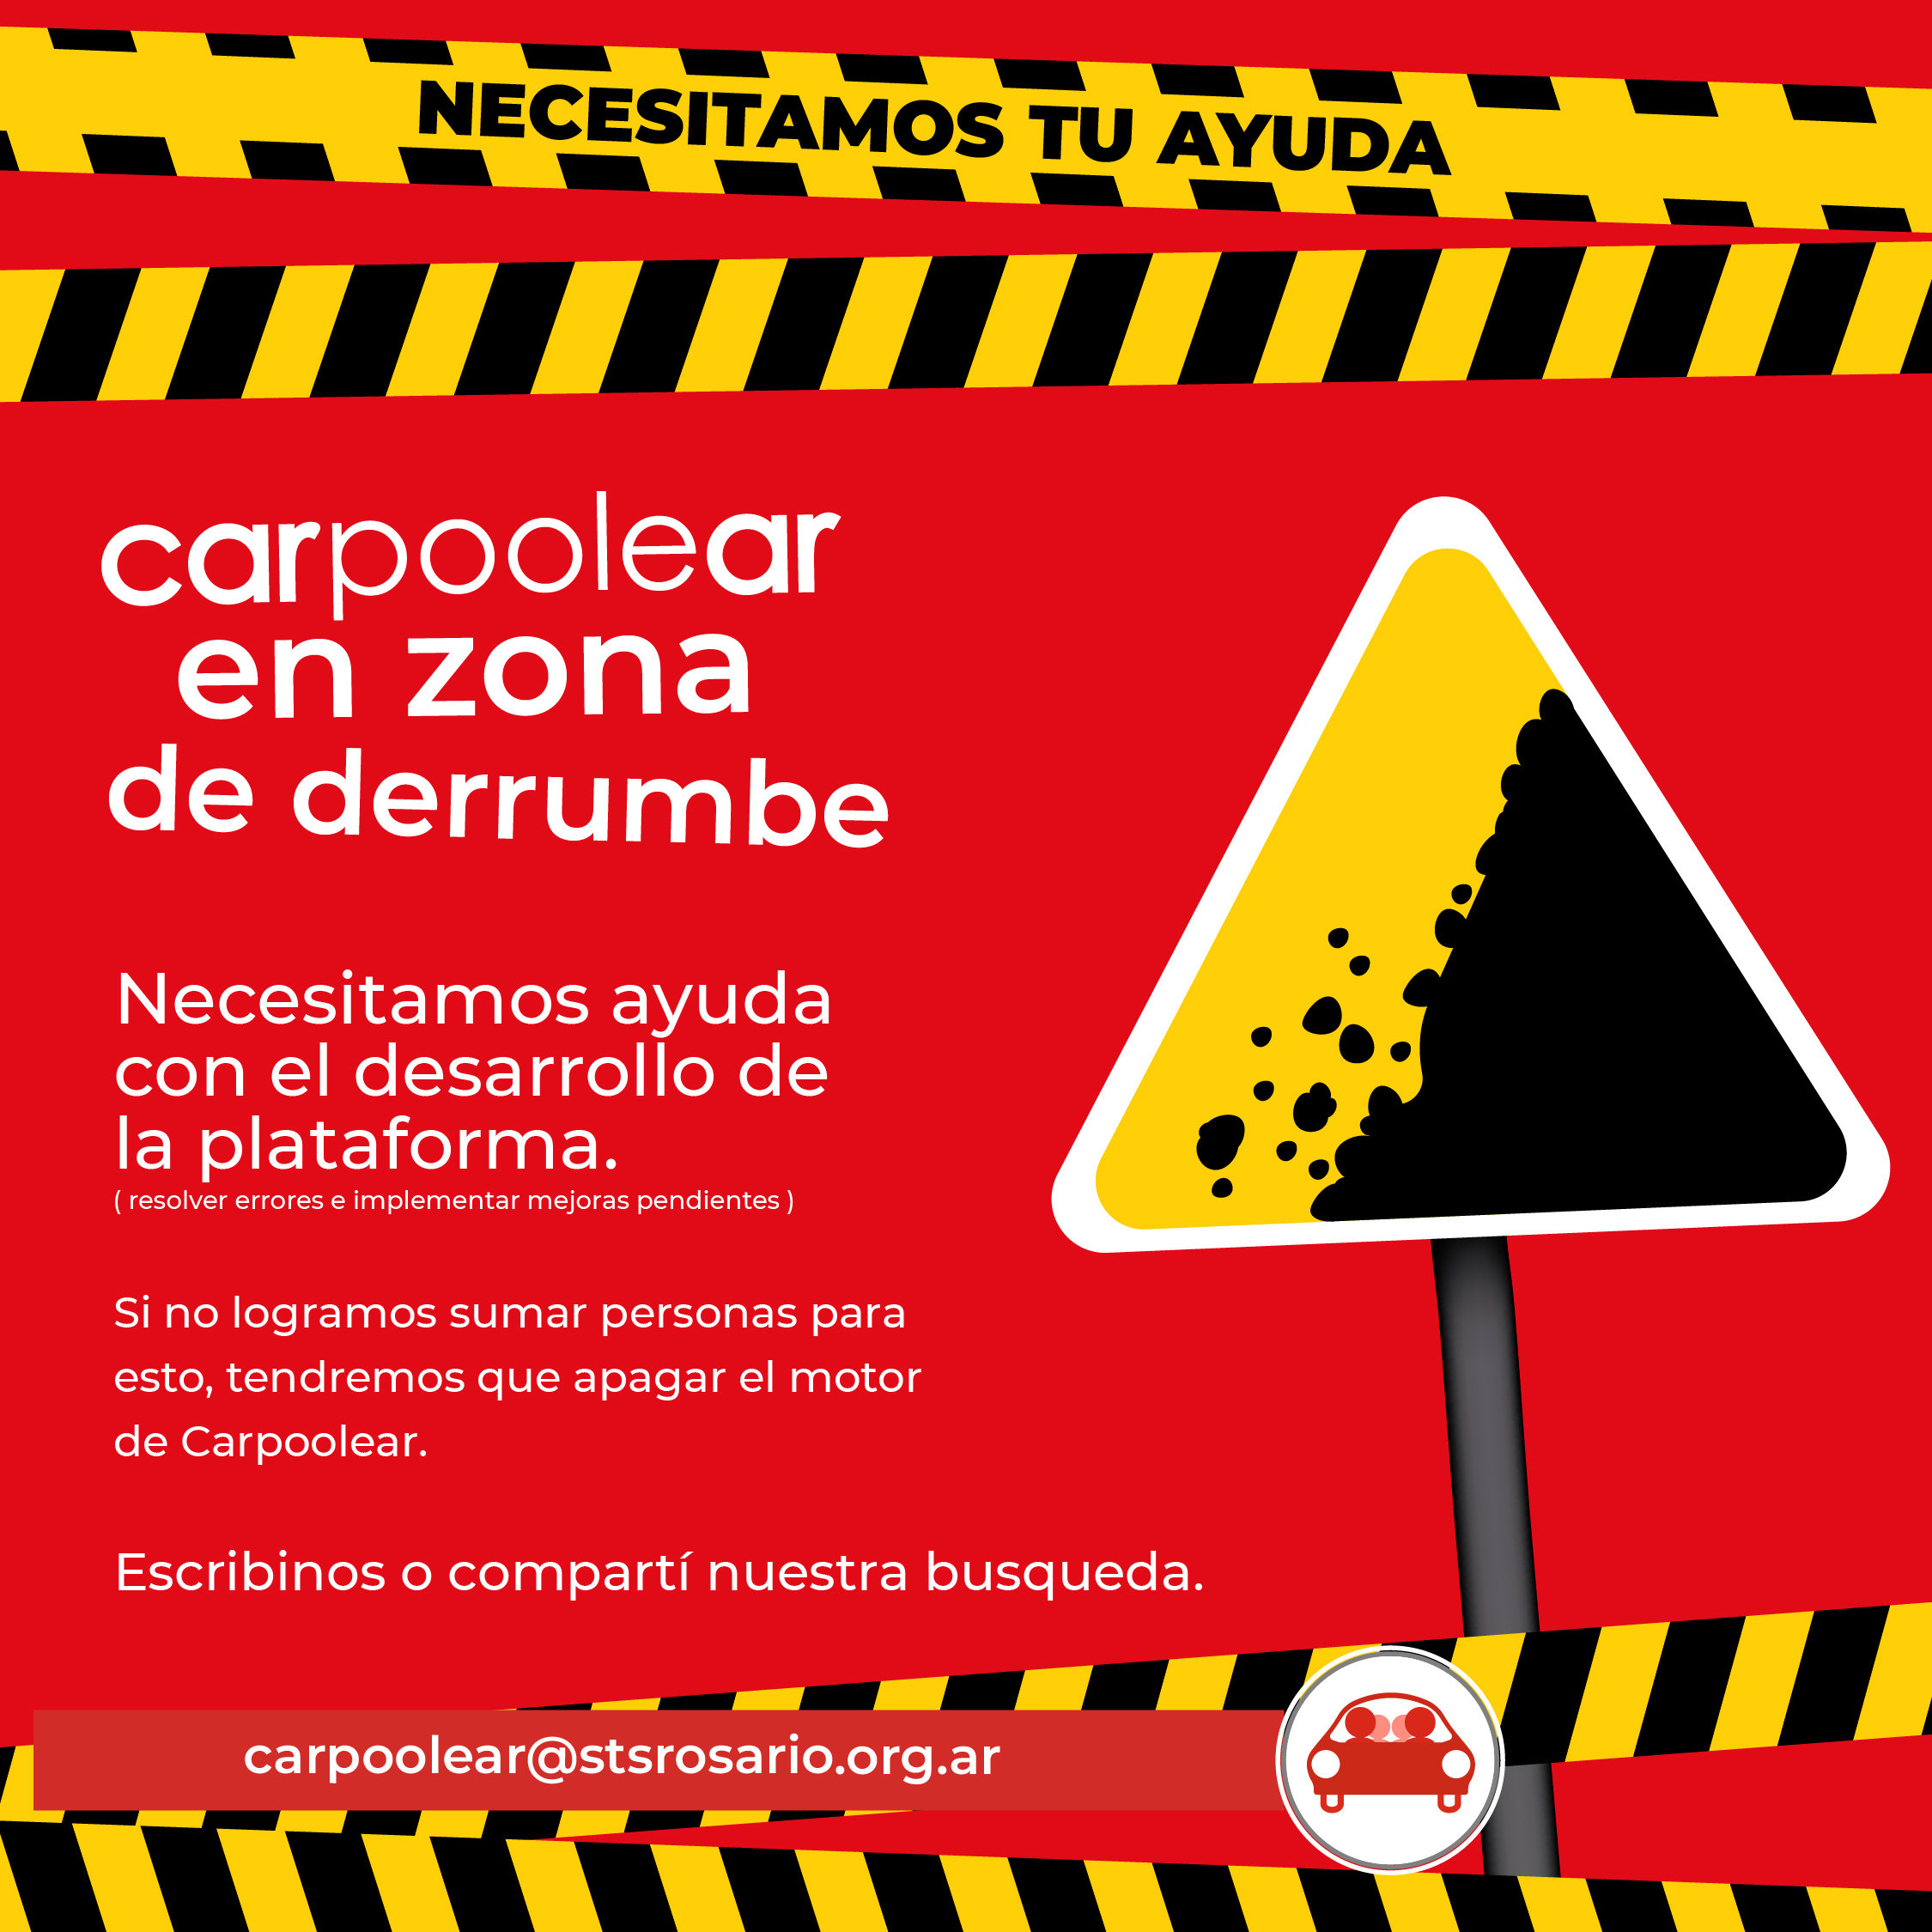 NECESITAMOS TU AYUDA
carpoolear
en zona
de derrumbe
Necesitamos ayuda
con el desarrollo de
la plataforma.
( resolver errores e implementar mejoras pendientes )
Si no logramos sumar personas para
esto, tendremos que apagar el motor
de Carpoolear.
Escribinos o compartí nuestra busqueda.
carpoolear@stsrosario.org.ar